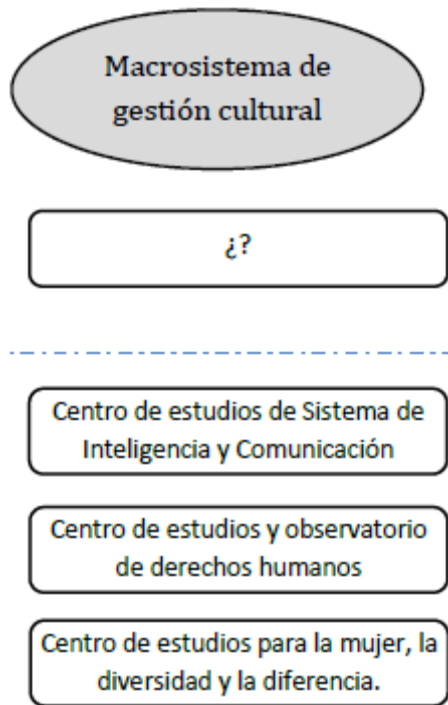 Macrosistema de
gestión cultural
¿?
Centro de estudios de Sistema de
Inteligencia y Comunicación
Centro de estudios y observatorio
de derechos humanos
Centro de estudios para la mujer, la
diversidad y la diferencia.